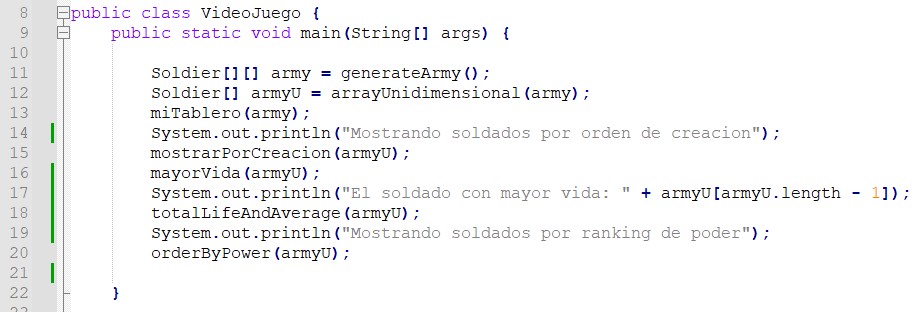 8 public class VideoJuego {
9 public static void main(String[] args) {
10
11 Soldier[][] army = generateArmy();
12 Soldier[] armyU = arrayUnidimensional(army);
13 miTablero(army);
14 System.out.println("Mostrando soldados por orden de creacion");
15 mostrarPorCreacion(armyU);
16 mayorVida(armyU);
17 System.out.println("El soldado con mayor vida: " + armyU[armyU.length - 1]);
18 totalLifeAndAverage(armyU);
19 System.out.println("Mostrando soldados por ranking de poder");
20 orderByPower(armyU);
21
22 }